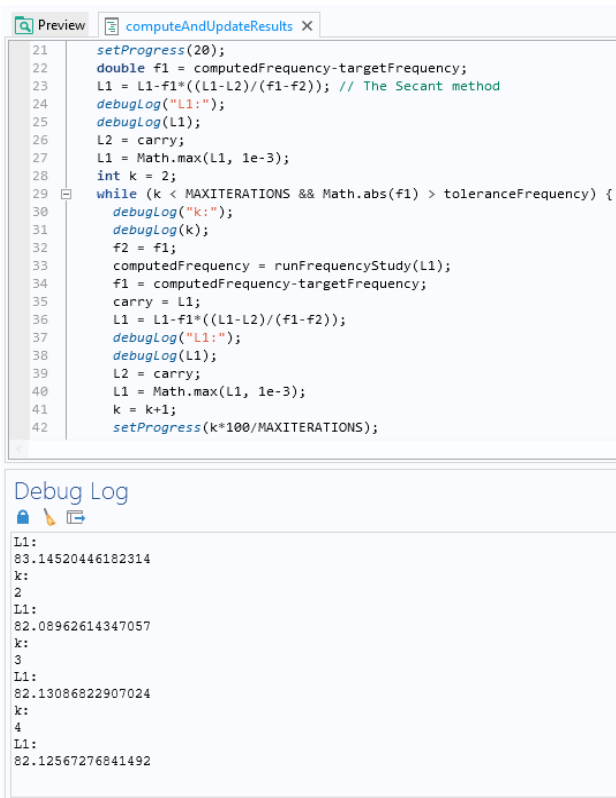 Preview computeAndUpdateResults
21 setProgress(20);
22 double f1 = computedFrequency-targetFrequency;
23 L1 = L1-f1*((L1-L2)/(f1-f2)); // The Secant method
24 debugLog("L1:");
25 debugLog(L1);
26 L2 = carry;
27 L1 = Math.max(L1, 1e-3);
28 int k = 2;
29 while (k < MAXITERATIONS && Math.abs(f1) > toleranceFrequency) {
30 debugLog("k:");
31 debugLog(k);
32 f2 = f1;
33 computedFrequency = runFrequencyStudy(L1);
34 f1 = computedFrequency-targetFrequency;
35 carry = L1;
36 L1 = L1-f1*((L1-L2)/(f1-f2));
37 debugLog("L1:");
38 debugLog(L1);
39 L2 = carry;
40 L1 = Math.max(L1, 1e-3);
41 k = k+1;
42 setProgress(k*100/MAXITERATIONS);
Debug Log
L1:
83.14520446182314
k:
2
L1:
82.08962614347057
k:
3
L1:
82.13086822907024
k:
4
L1:
82.12567276841492